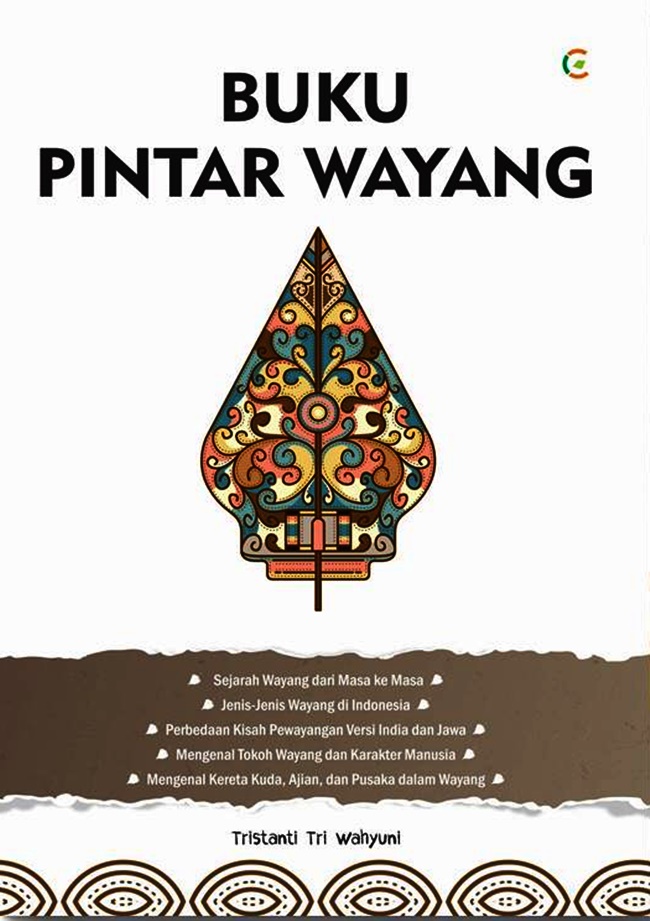 BUKU
PINTAR WAYANG
Sejarah Wayang dari Masa ke Masa
Jenis-Jenis Wayang di Indonesia
Perbedaan Kisah Pewayangan Versi India dan Jawa
Mengenal Tokoh Wayang dan Karakter Manusia
Mengenal Kereta Kuda, Ajian, dan Pusaka dalam Wayang
Tristanti Tri Wahyuni